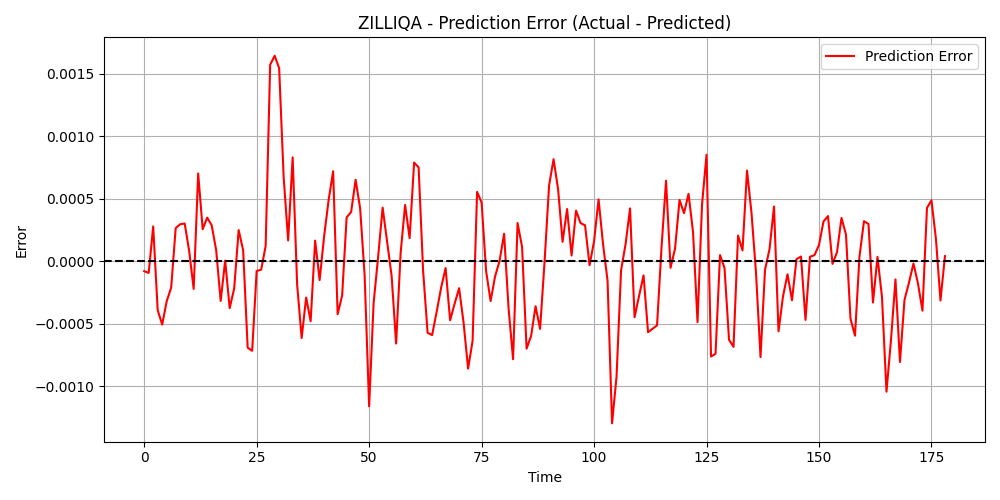 ZILLIQA - Prediction Error (Actual - Predicted)
Prediction Error
0.0015
0.0010
0.0005
0.0000
−0.0005
−0.0010
Error
0 25 50 75 100 125 150 175
Time